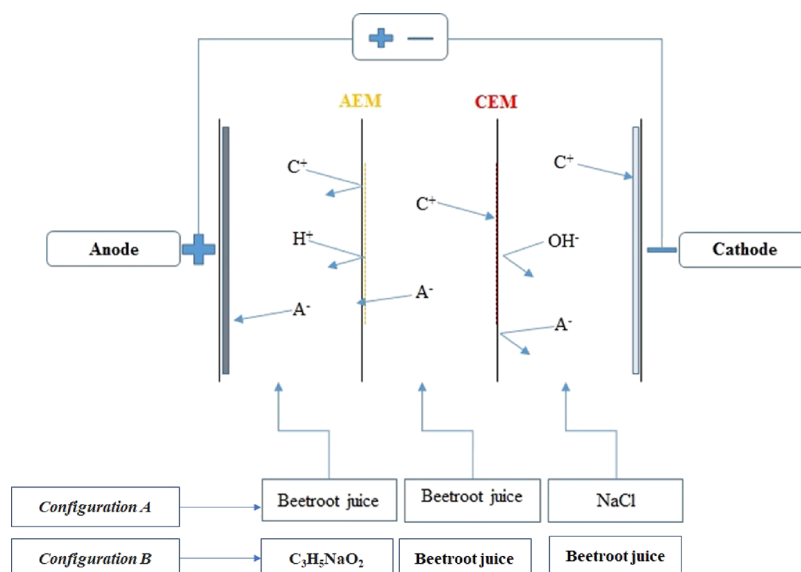 + −
AEM
CEM
C⁺
C⁺
C⁺
H⁺
OH⁻
Anode
+
−
Cathode
A⁻
A⁻
A⁻
Configuration A
Beetroot juice
Beetroot juice
NaCl
Configuration B
C₃H₅NaO₂
Beetroot juice
Beetroot juice